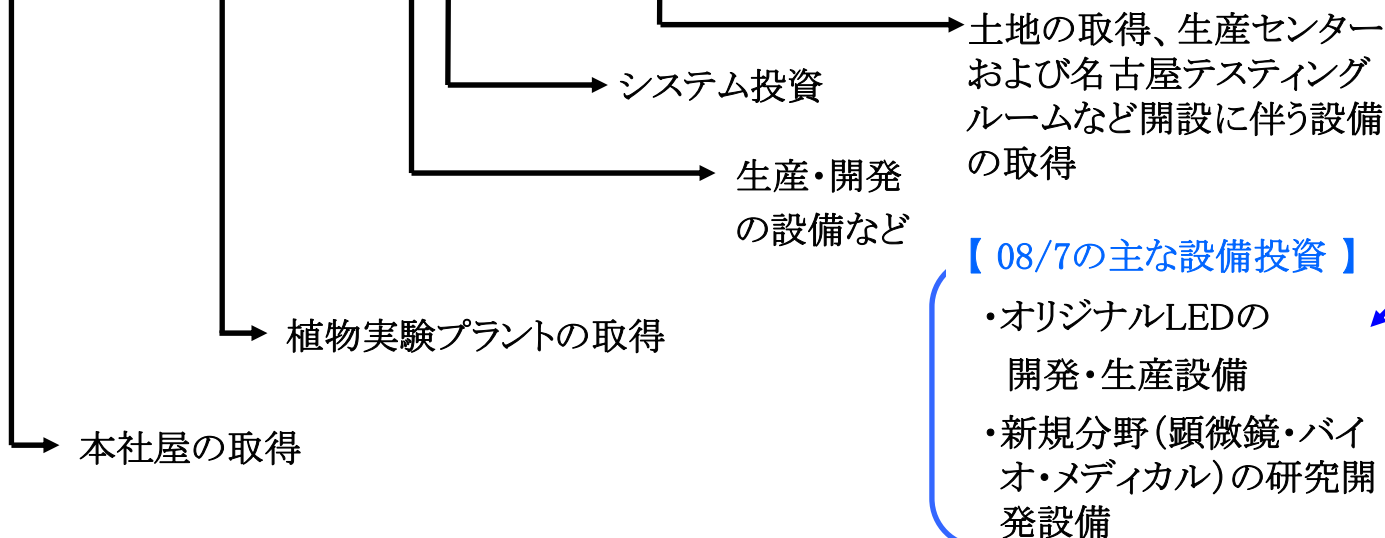 土地の取得、生産センター
および名古屋テスティング
ルームなど開設に伴う設備
の取得
システム投資
生産・開発
の設備など
【 08/7の主な設備投資 】
・オリジナルLEDの
開発・生産設備
・新規分野(顕微鏡・バイ
オ・メディカル)の研究開
発設備
植物実験プラントの取得
本社屋の取得